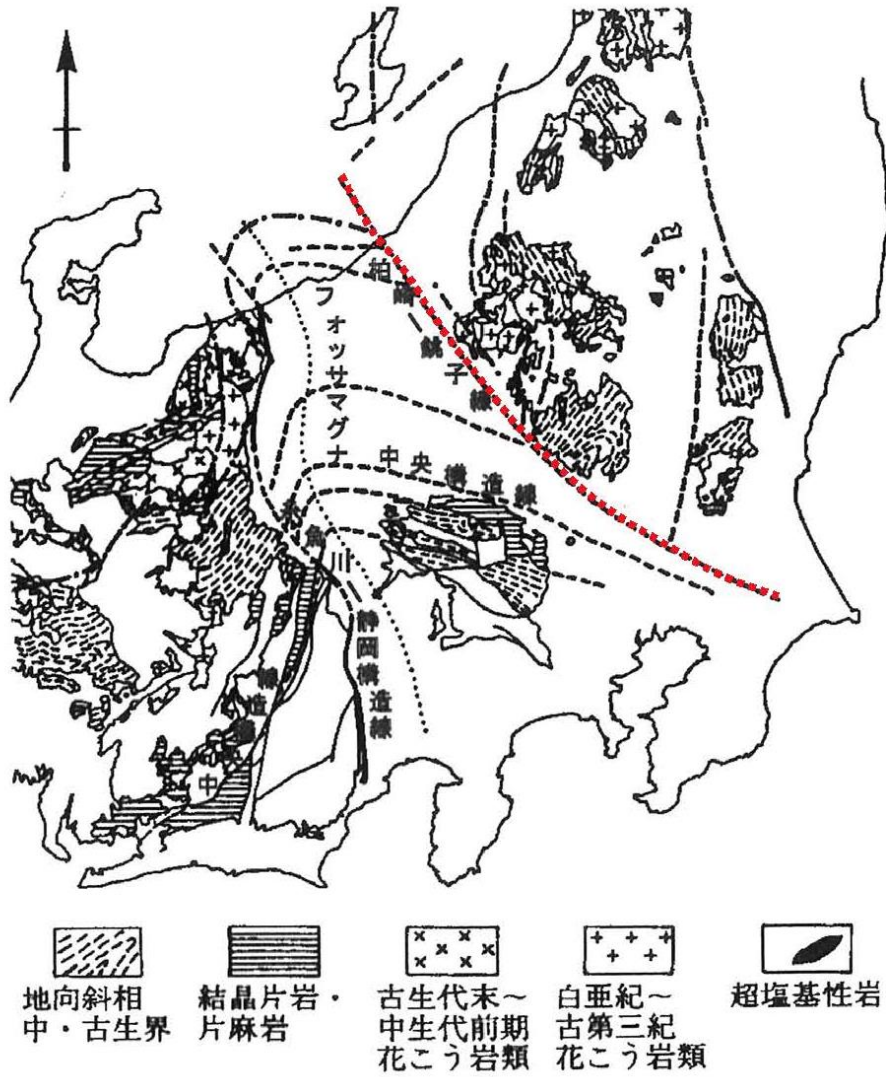 柏崎
銚子線
フォッサマグナ
中央構造線
糸魚川
静岡構造線
中
構造線
地向斜相
中・古生界
結晶片岩・
片麻岩
古生代末～
中生代前期
花こう岩類
白亜紀～
古第三紀
花こう岩類
超塩基性岩